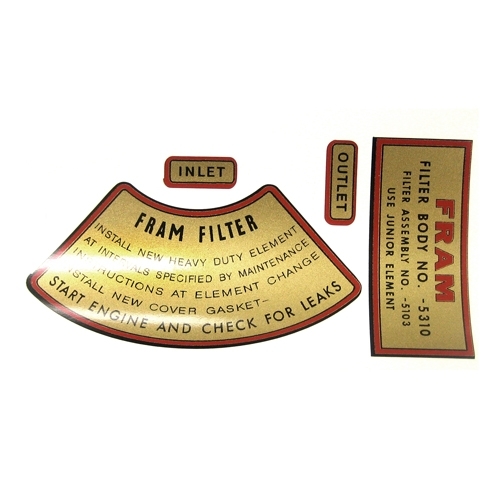 INLET
OUTLET
FRAM FILTER
INSTALL NEW HEAVY DUTY ELEMENT
AT INTERALS SPECIFIED BY MAINTENANCE
INSTRUCTIONS AT ELEMENT CHANGE
INSTALL NEW COVER GASKET-
START ENGINE AND CHECK FOR LEAKS
FRAM
FILTER BODY NO. -5310
FILTER ASSEMBLY NO. -5103
USE JUNIOR ELEMENT